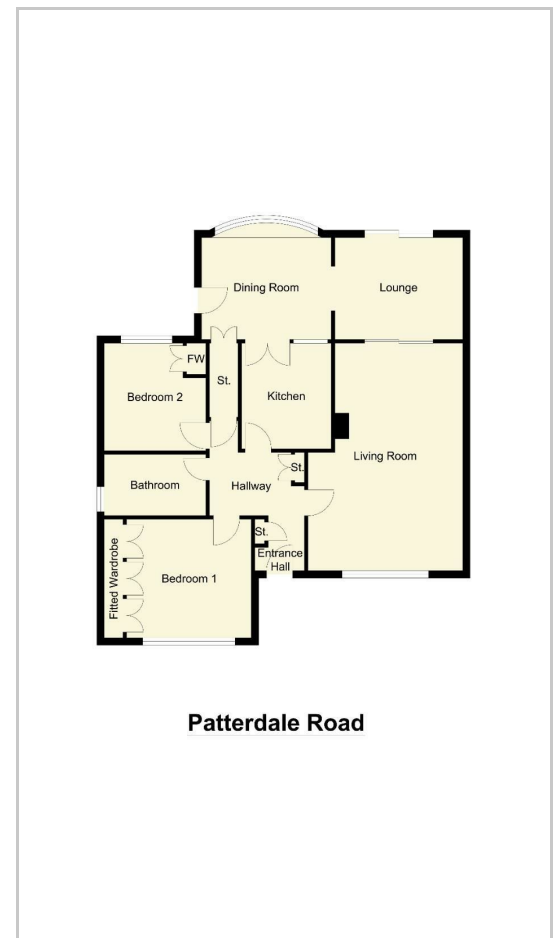 Dining Room
Lounge
FW
St.
Bedroom 2
Kitchen
Living Room
Bathroom
Hallway
St.
St.
Entrance
Hall
Fitted Wardrobe
Bedroom 1
Patterdale Road